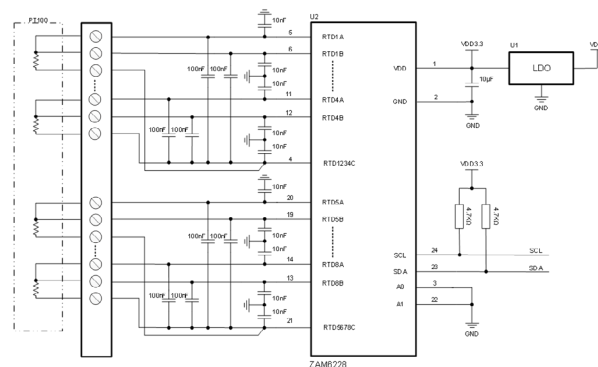 PT100
10nF
U2
5
RTD1A
6
RTD1B
100nF
100nF
10nF
10nF
11
RTD4A
12
RTD4B
100nF
100nF
10nF
10nF
4
RTD1234C
10nF
20
RTD5A
19
RTD5B
100nF
100nF
10nF
10nF
14
RTD8A
13
RTD8B
100nF
100nF
10nF
10nF
21
RTD5678C
VDD
1
VDD3.3
U1
LDO
VD
10μF
GND
2
GND
GND
VDD3.3
4.7KΩ
4.7KΩ
SCL
24
SCL
SDA
23
SDA
A0
3
A1
22
GND
ZAM6228